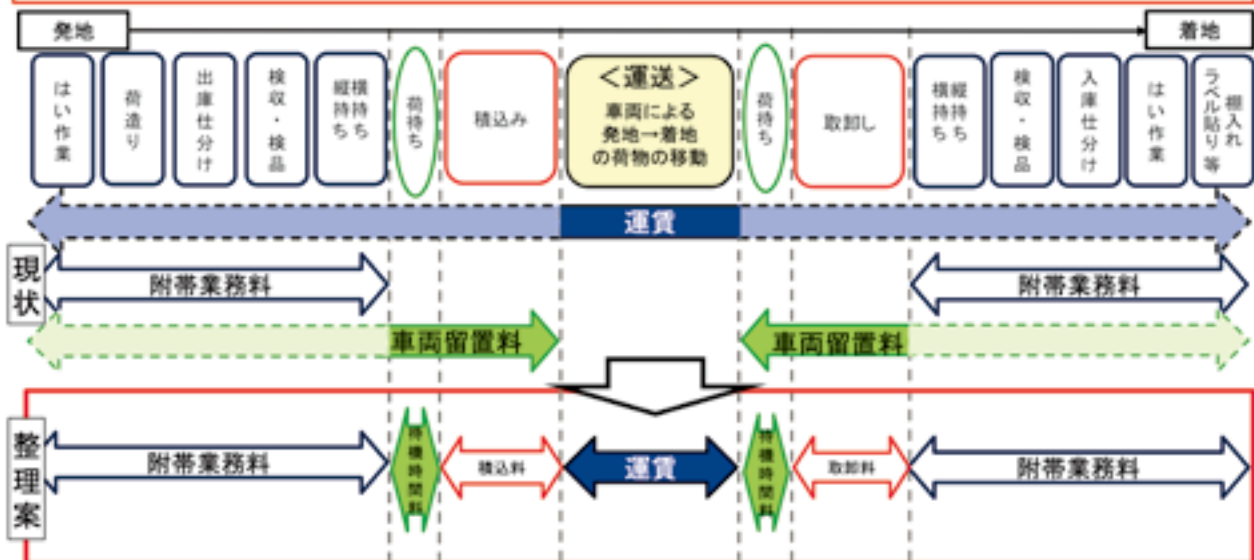 発地
着地
はい作業
荷造り
出庫仕分け
検収・検品
横持ち
縦持ち
荷待ち
積込み
＜運送＞
車両による
発地→着地
の荷物の移動
荷待ち
取卸し
縦持ち
横持ち
検収・検品
入庫仕分け
はい作業
棚入れ
ラベル貼り等
現状
運賃
附帯業務料
附帯業務料
車両留置料
車両留置料
整理案
附帯業務料
待機時間料
積込料
運賃
待機時間料
取卸料
附帯業務料